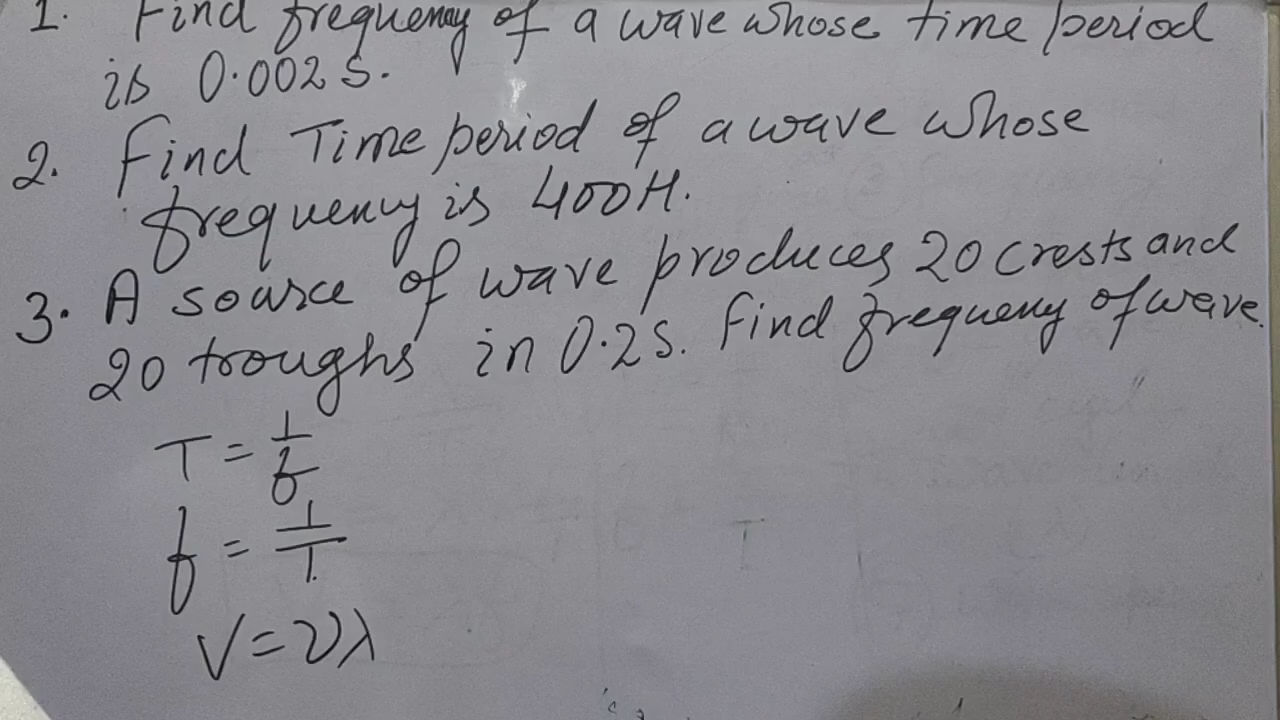 1. Find frequency of a wave whose time period
is 0.002 s.
2. Find Time period of a wave whose
frequency is 400H.
3. A source of wave produces 20 crests and
20 troughs in 0.2s. Find frequency of wave.
T = 1/f
f = 1/T
V = νλ